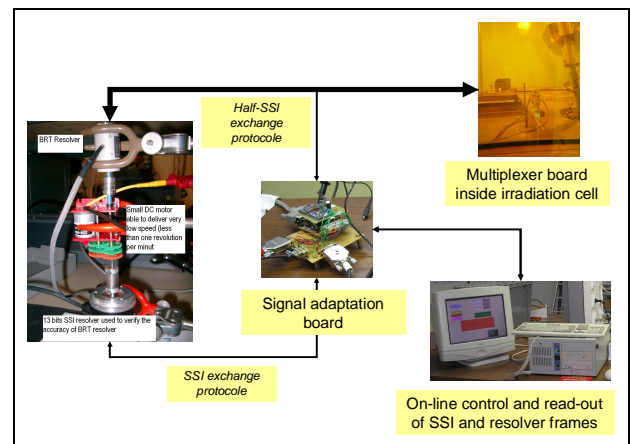 Half-SSI
exchange
protocole
BRT Resolver
Multiplexer board
inside irradiation cell
Small DC motor
able to deliver very
low speed (less
than one revolution
per minut
Signal adaptation
board
13 bits SSI resolver used to verify the
accuracy of BRT resolver
SSI exchange
protocole
On-line control and read-out
of SSI and resolver frames